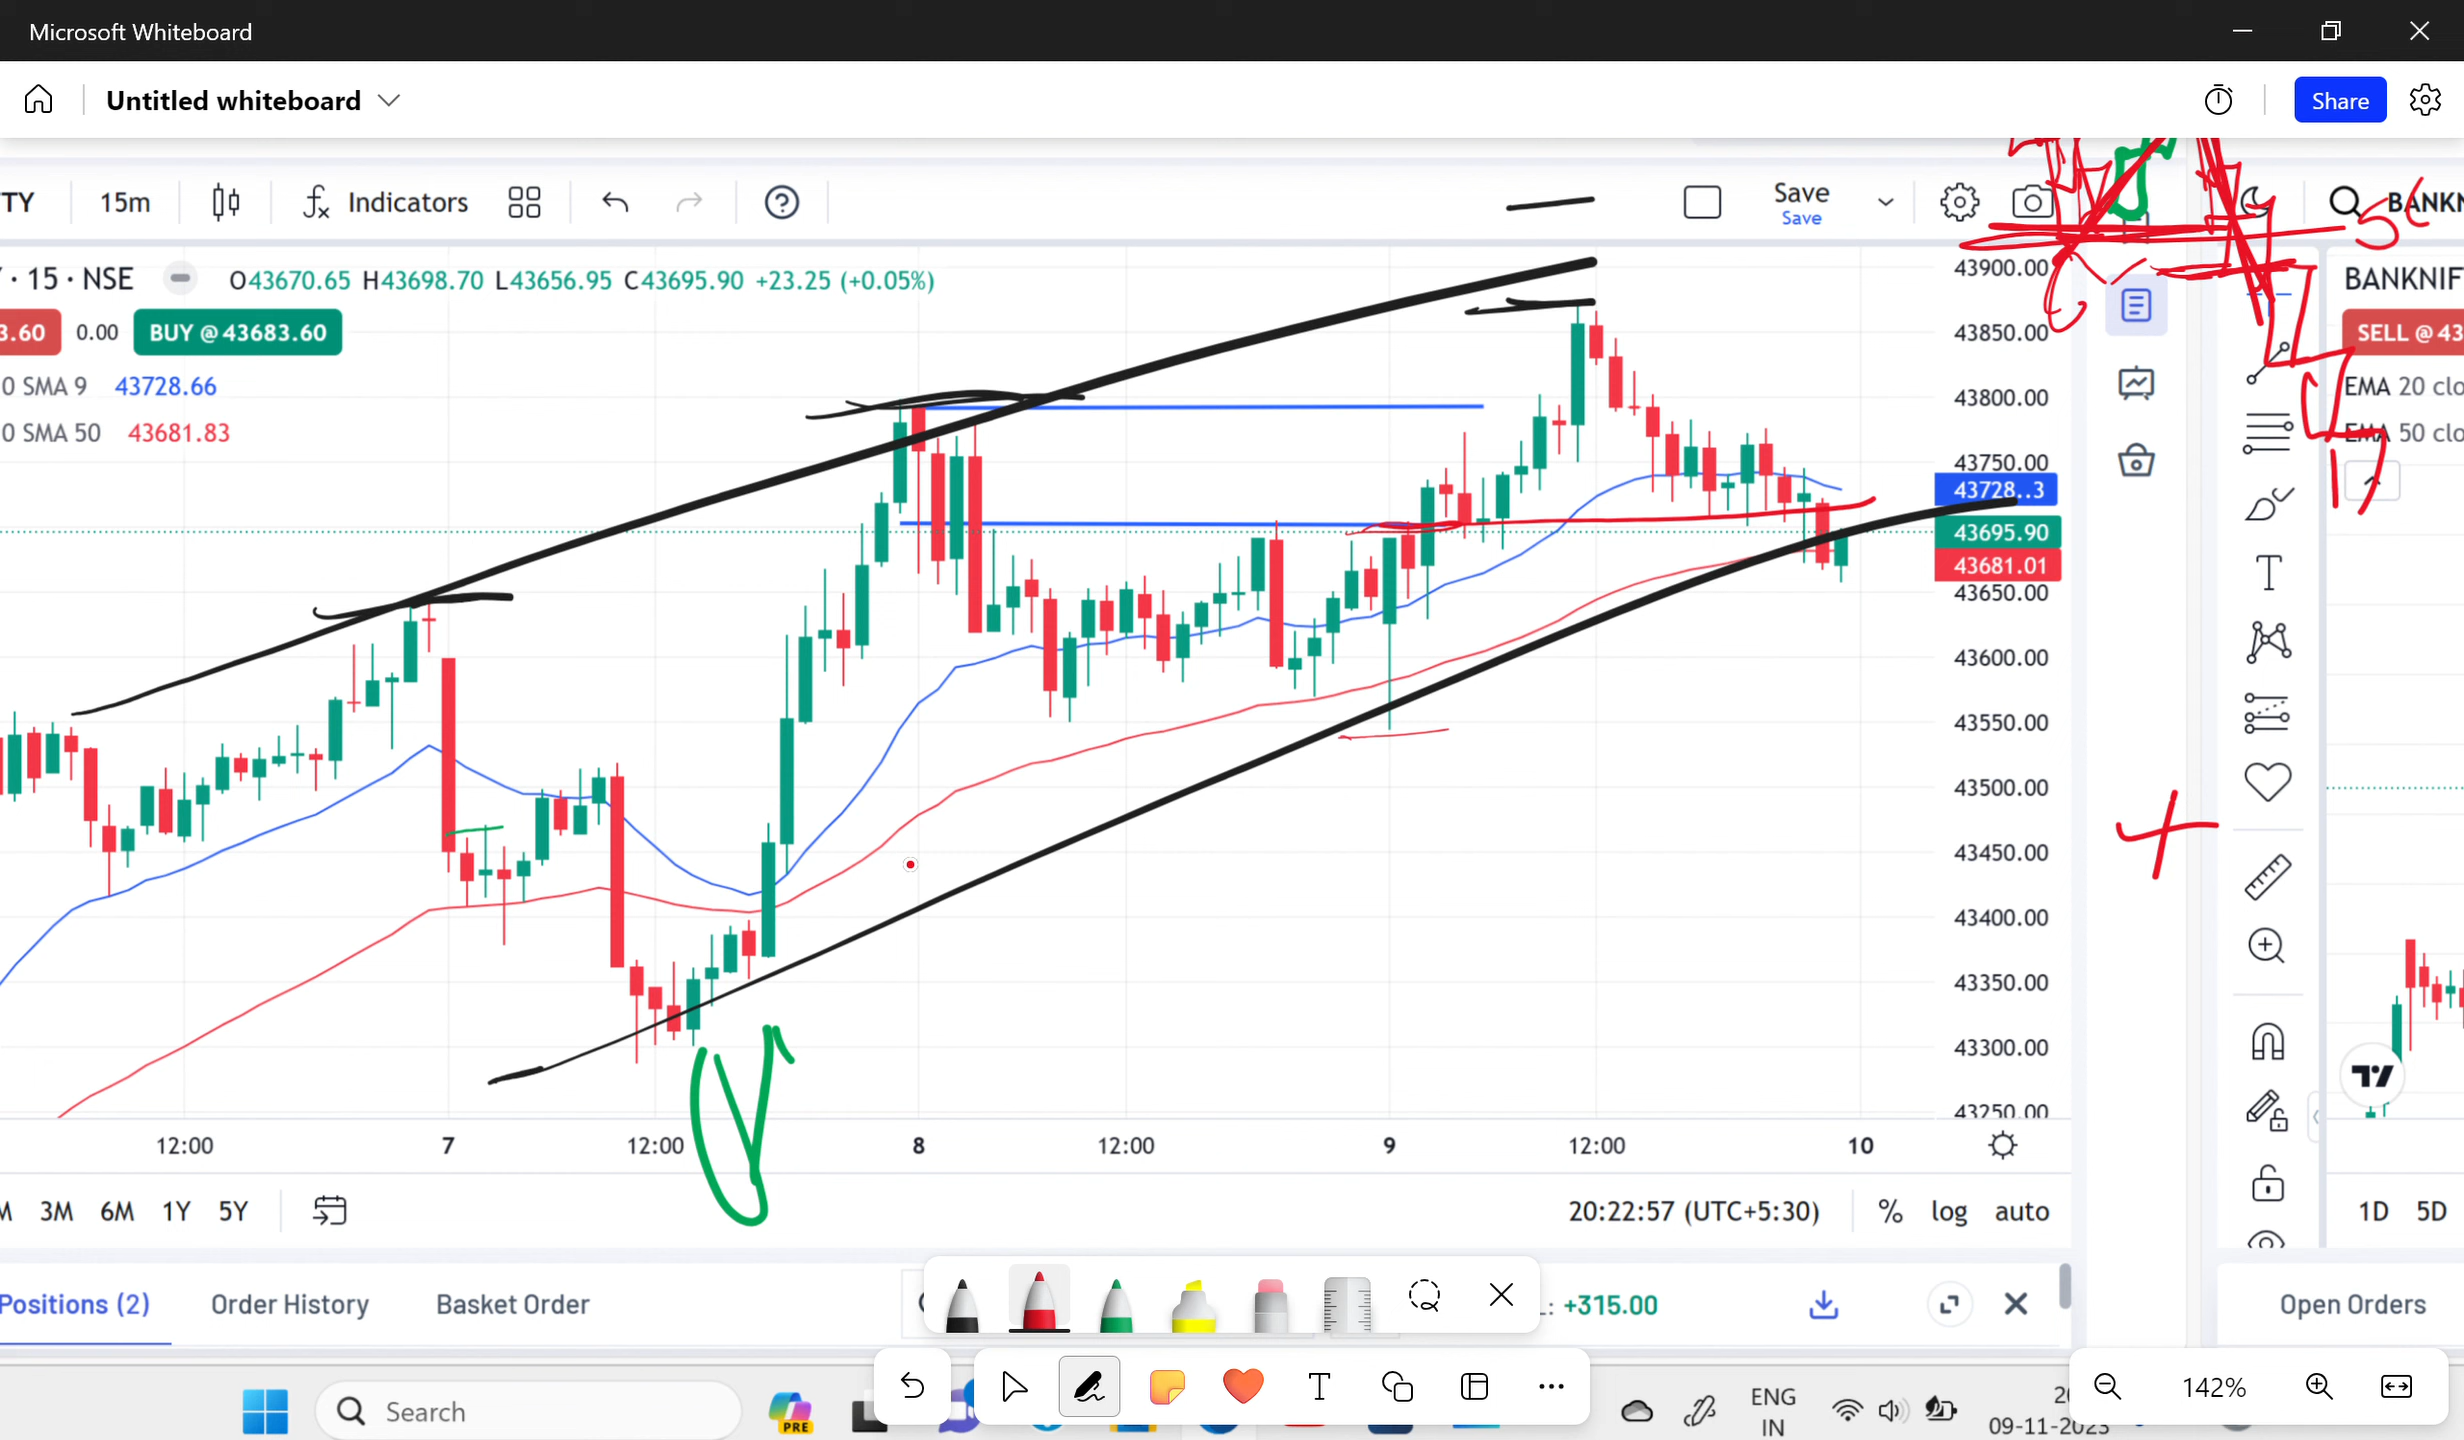 Microsoft Whiteboard
Untitled whiteboard
Share
TY
15m
Indicators
Save
Save
BANKN
· 15 · NSE
O43670.65 H43698.70 L43656.95 C43695.90 +23.25 (+0.05%)
3.60
0.00
BUY @ 43683.60
0 SMA 9 43728.66
0 SMA 50 43681.83
43900.00
43850.00
43800.00
43750.00
43728..3
43695.90
43681.01
43650.00
43600.00
43550.00
43500.00
43450.00
43400.00
43350.00
43300.00
43250.00
BANKNIF
SELL @ 43
EMA 20 clo
EMA 50 clo
12:00
7
12:00
8
12:00
9
12:00
10
M
3M
6M
1Y
5Y
20:22:57 (UTC+5:30)
%
log
auto
1D
5D
Positions (2)
Order History
Basket Order
L: +315.00
Open Orders
Search
PRE
ENG
IN
142%
09-11-2023